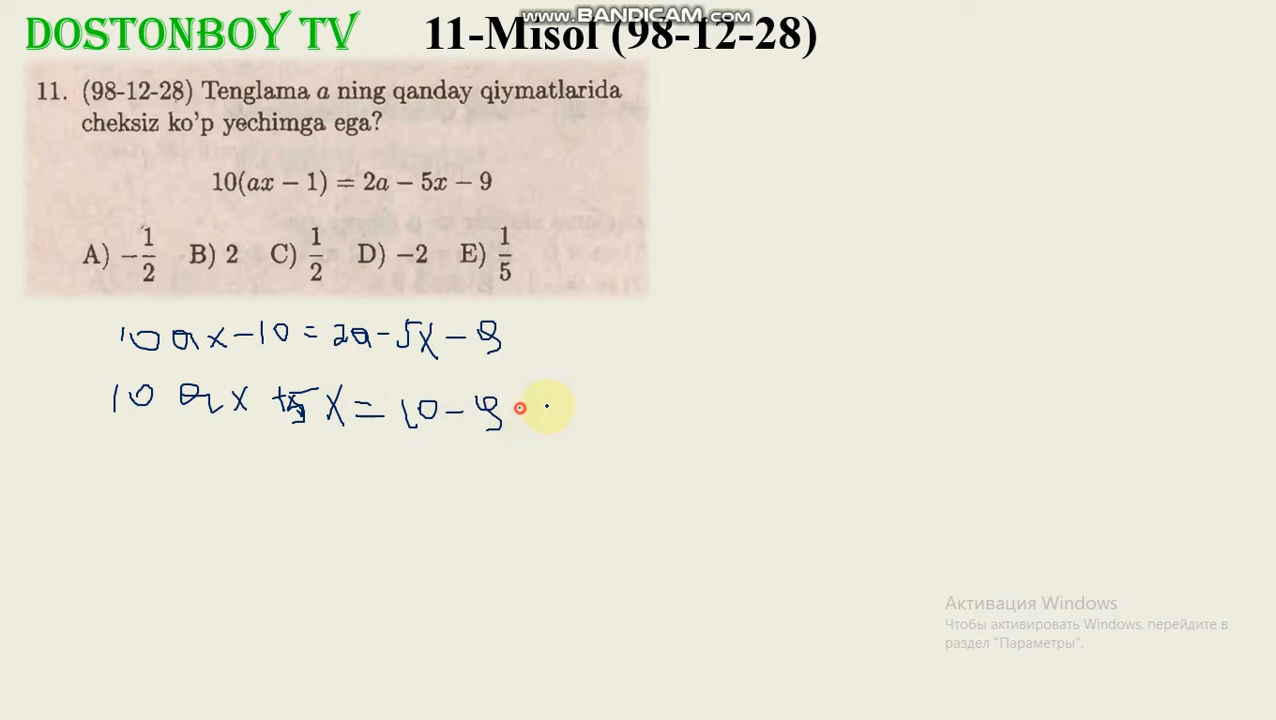 www.BANDICAM.com
DOSTONBOY TV
11-Misol (98-12-28)
11. (98-12-28) Tenglama a ning qanday qiymatlarida
cheksiz ko'p yechimga ega?
10(ax − 1) = 2a − 5x − 9
A) −1/2 B) 2 C) 1/2 D) −2 E) 1/5
10ax − 10 = 2a − 5x − 9
10ax + 5x = 10 − 9
Активация Windows
Чтобы активировать Windows, перейдите в
раздел "Параметры".